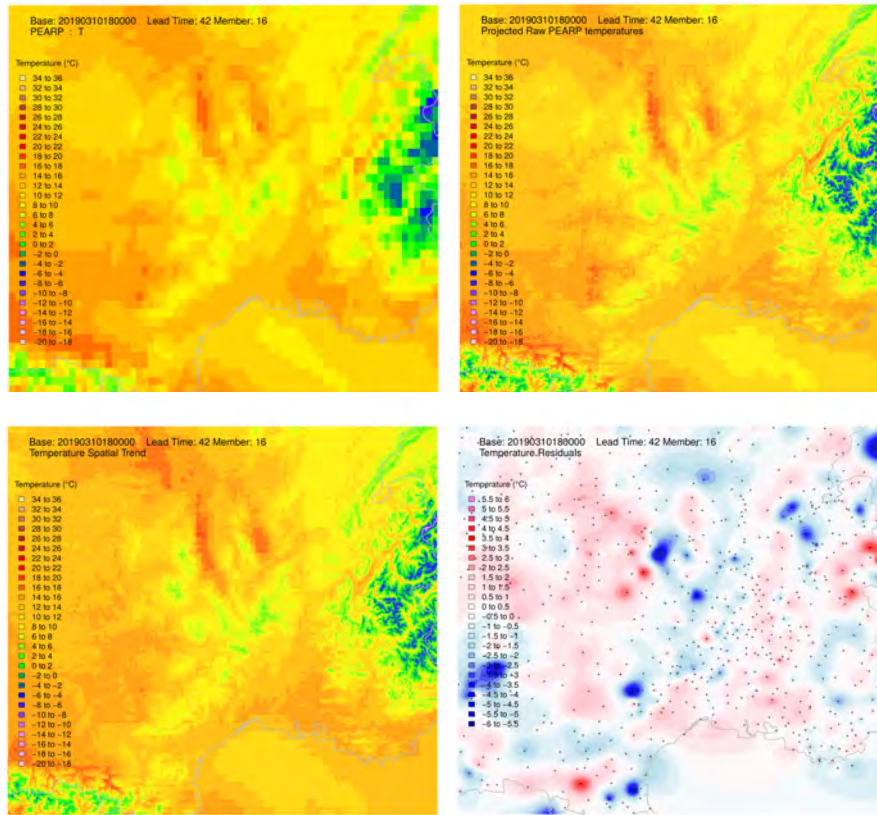 Base: 20190310180000 Lead Time: 42 Member: 16
PEARP : T
Temperature (°C)
34 to 36
32 to 34
30 to 32
28 to 30
26 to 28
24 to 26
22 to 24
20 to 22
18 to 20
16 to 18
14 to 16
12 to 14
10 to 12
8 to 10
6 to 8
4 to 6
2 to 4
0 to 2
−2 to 0
−4 to −2
−6 to −4
−8 to −6
−10 to −8
−12 to −10
−14 to −12
−16 to −14
−18 to −16
−20 to −18
Base: 20190310180000 Lead Time: 42 Member: 16
Projected Raw PEARP temperatures
Temperature (°C)
34 to 36
32 to 34
30 to 32
28 to 30
26 to 28
24 to 26
22 to 24
20 to 22
18 to 20
16 to 18
14 to 16
12 to 14
10 to 12
8 to 10
6 to 8
4 to 6
2 to 4
0 to 2
−2 to 0
−4 to −2
−6 to −4
−8 to −6
−10 to −8
−12 to −10
−14 to −12
−16 to −14
−18 to −16
−20 to −18
Base: 20190310180000 Lead Time: 42 Member: 16
Temperature Spatial Trend
Temperature (°C)
34 to 36
32 to 34
30 to 32
28 to 30
26 to 28
24 to 26
22 to 24
20 to 22
18 to 20
16 to 18
14 to 16
12 to 14
10 to 12
8 to 10
6 to 8
4 to 6
2 to 4
0 to 2
−2 to 0
−4 to −2
−6 to −4
−8 to −6
−10 to −8
−12 to −10
−14 to −12
−16 to −14
−18 to −16
−20 to −18
Base: 20190310180000 Lead Time: 42 Member: 16
Temperature Residuals
Temperature (°C)
5.5 to 6
5 to 5.5
4.5 to 5
4 to 4.5
3.5 to 4
3 to 3.5
2.5 to 3
2 to 2.5
1.5 to 2
1 to 1.5
0.5 to 1
0 to 0.5
−0.5 to 0
−1 to −0.5
−1.5 to −1
−2 to −1.5
−2.5 to −2
−3 to −2.5
−3.5 to −3
−4 to −3.5
−4.5 to −4
−5 to −4.5
−5.5 to −5
−6 to −5.5